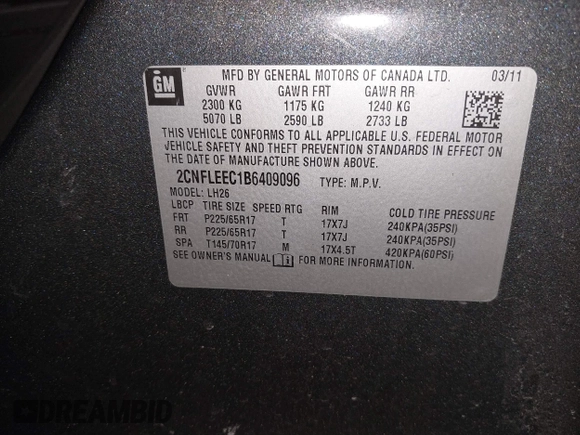 GM
MFD BY GENERAL MOTORS OF CANADA LTD. 03/11
GVWR GAWR FRT GAWR RR
2300 KG 1175 KG 1240 KG
5070 LB 2590 LB 2733 LB
THIS VEHICLE CONFORMS TO ALL APPLICABLE U.S. FEDERAL MOTOR
VEHICLE SAFETY AND THEFT PREVENTION STANDARDS IN EFFECT ON
THE DATE OF MANUFACTURE SHOWN ABOVE.
2CNFLEEC1B6409096 TYPE: M.P.V.
MODEL: LH26
LBCP TIRE SIZE SPEED RTG RIM COLD TIRE PRESSURE
FRT P225/65R17 T 17X7J 240KPA(35PSI)
RR P225/65R17 T 17X7J 240KPA(35PSI)
SPA T145/70R17 M 17X4.5T 420KPA(60PSI)
SEE OWNER'S MANUAL FOR MORE INFORMATION.
DREAMBID